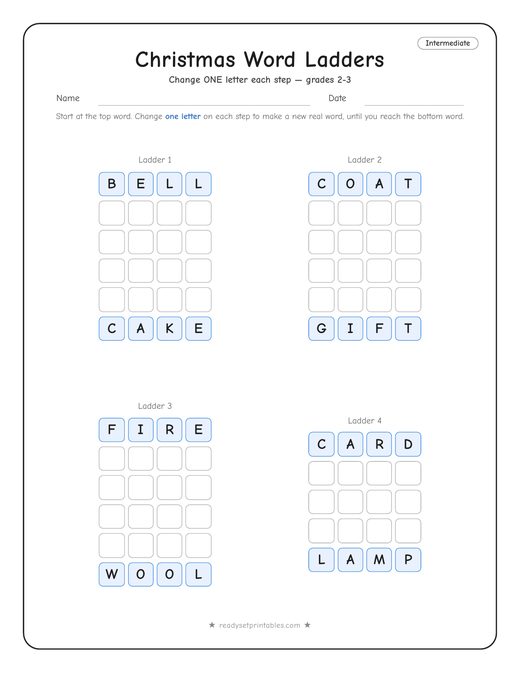 Intermediate
Christmas Word Ladders
Change ONE letter each step — grades 2-3
Name Date
Start at the top word. Change one letter on each step to make a new real word, until you reach the bottom word.
Ladder 1
B E L L
C A K E
Ladder 2
C O A T
G I F T
Ladder 3
F I R E
W O O L
Ladder 4
C A R D
L A M P
★ readysetprintables.com ★